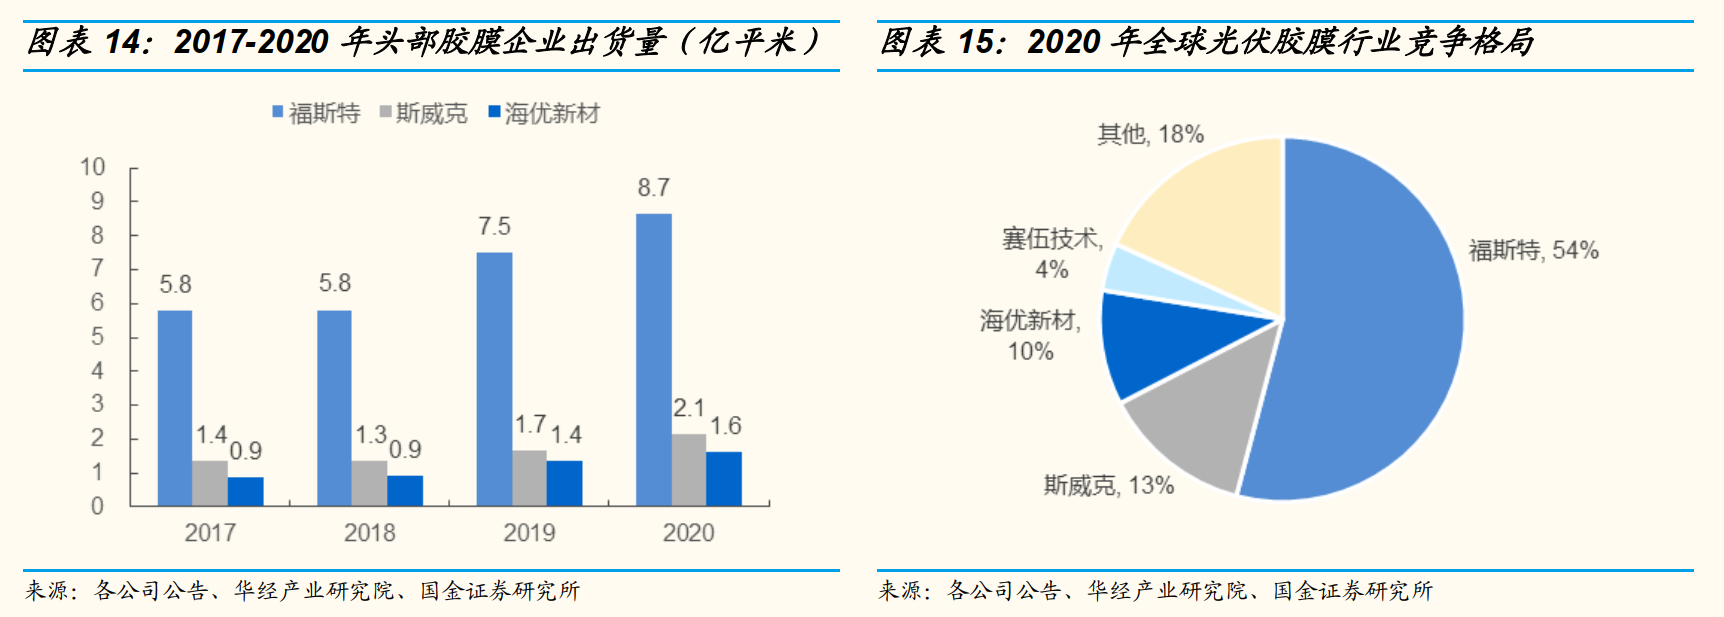 图表 14：2017-2020 年头部胶膜企业出货量（亿平米）
福斯特 斯威克 海优新材
10
9
8
7
6
5
4
3
2
1
0
5.8
1.4
0.9
5.8
1.3
0.9
7.5
1.7
1.4
8.7
2.1
1.6
2017 2018 2019 2020
来源：各公司公告、华经产业研究院、国金证券研究所
图表 15：2020 年全球光伏胶膜行业竞争格局
其他, 18%
赛伍技术,
4%
海优新材,
10%
斯威克, 13%
福斯特, 54%
来源：各公司公告、华经产业研究院、国金证券研究所